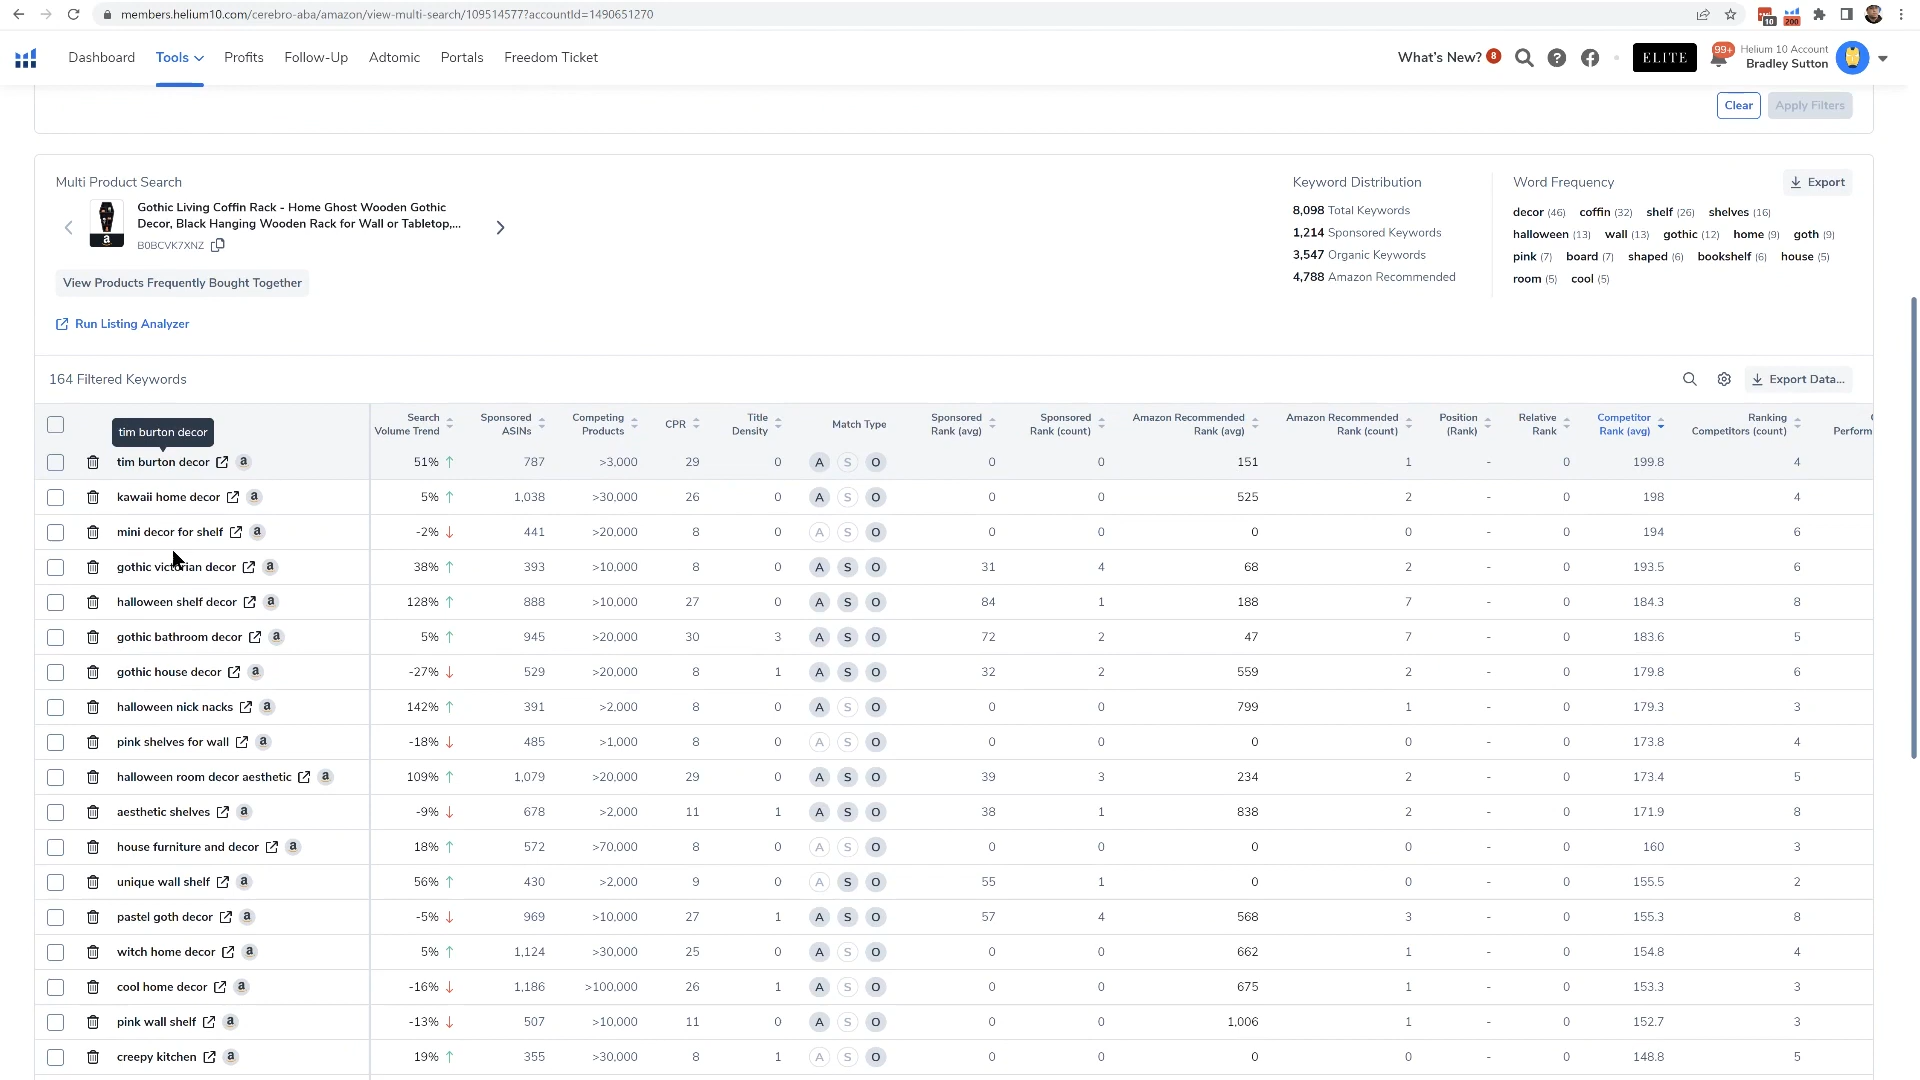 members.helium10.com/cerebro-aba/amazon/view-multi-search/109514577?accountId=1490651270
10
200
Dashboard Tools Profits Follow-Up Adtomic Portals Freedom Ticket What's New? 8 ? ELITE 99+ Helium 10 Account
Bradley Sutton
Clear Apply Filters
Multi Product Search
Gothic Living Coffin Rack - Home Ghost Wooden Gothic
Decor, Black Hanging Wooden Rack for Wall or Tabletop,...
B0BCVK7XNZ
a
View Products Frequently Bought Together
Run Listing Analyzer
Keyword Distribution
8,098 Total Keywords
1,214 Sponsored Keywords
3,547 Organic Keywords
4,788 Amazon Recommended
Word Frequency
Export
decor (46) coffin (32) shelf (26) shelves (16)
halloween (13) wall (13) gothic (12) home (9) goth (9)
pink (7) board (7) shaped (6) bookshelf (6) house (5)
room (5) cool (5)
164 Filtered Keywords Export Data...
tim burton decor
Search Volume Trend Sponsored ASINs Competing Products CPR Title Density Match Type Sponsored Rank (avg) Sponsored Rank (count) Amazon Recommended Rank (avg) Amazon Recommended Rank (count) Position (Rank) Relative Rank Competitor Rank (avg) Ranking Competitors (count) Perform
tim burton decor a 51% ↑ 787 >3,000 29 0 A S O 0 0 151 1 - 0 199.8 4
kawaii home decor a 5% ↑ 1,038 >30,000 26 0 A S O 0 0 525 2 - 0 198 4
mini decor for shelf a -2% ↓ 441 >20,000 8 0 A S O 0 0 0 0 - 0 194 6
gothic victorian decor a 38% ↑ 393 >10,000 8 0 A S O 31 4 68 2 - 0 193.5 6
halloween shelf decor a 128% ↑ 888 >10,000 27 0 A S O 84 1 188 7 - 0 184.3 8
gothic bathroom decor a 5% ↑ 945 >20,000 30 3 A S O 72 2 47 7 - 0 183.6 5
gothic house decor a -27% ↓ 529 >20,000 8 1 A S O 32 2 559 2 - 0 179.8 6
halloween nick nacks a 142% ↑ 391 >2,000 8 0 A S O 0 0 799 1 - 0 179.3 3
pink shelves for wall a -18% ↓ 485 >1,000 8 0 A S O 0 0 0 0 - 0 173.8 4
halloween room decor aesthetic a 109% ↑ 1,079 >20,000 29 0 A S O 39 3 234 2 - 0 173.4 5
aesthetic shelves a -9% ↓ 678 >2,000 11 1 A S O 38 1 838 2 - 0 171.9 8
house furniture and decor a 18% ↑ 572 >70,000 8 0 A S O 0 0 0 0 - 0 160 3
unique wall shelf a 56% ↑ 430 >2,000 9 0 A S O 55 1 0 0 - 0 155.5 2
pastel goth decor a -5% ↓ 969 >10,000 27 1 A S O 57 4 568 3 - 0 155.3 8
witch home decor a 5% ↑ 1,124 >30,000 25 0 A S O 0 0 662 1 - 0 154.8 4
cool home decor a -16% ↓ 1,186 >100,000 26 1 A S O 0 0 675 1 - 0 153.3 3
pink wall shelf a -13% ↓ 507 >10,000 11 0 A S O 0 0 1,006 1 - 0 152.7 3
creepy kitchen a 19% ↑ 355 >30,000 8 1 A S O 0 0 0 0 - 0 148.8 5